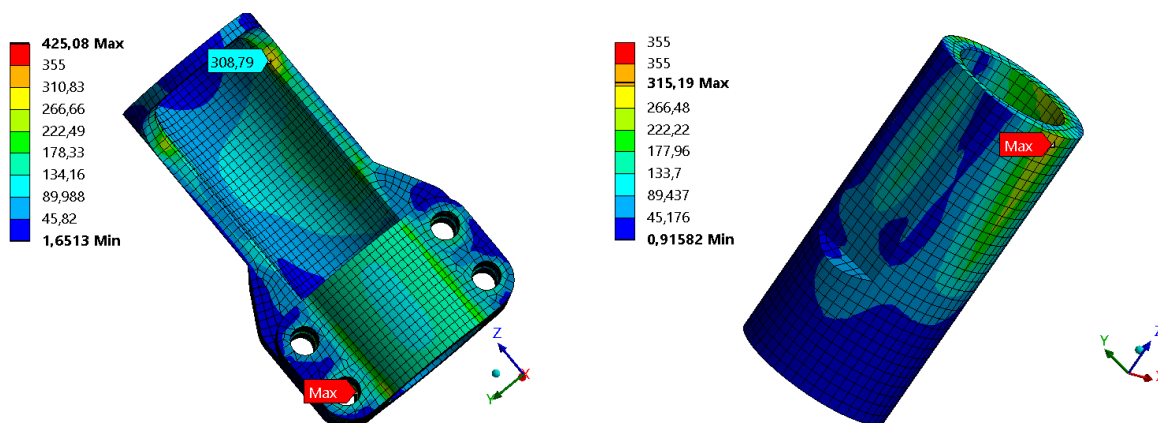 425,08 Max
355
310,83
266,66
222,49
178,33
134,16
89,988
45,82
1,6513 Min
308,79
Max
Z
X
Y
355
355
315,19 Max
266,48
222,22
177,96
133,7
89,437
45,176
0,91582 Min
Max
Y
Z
X